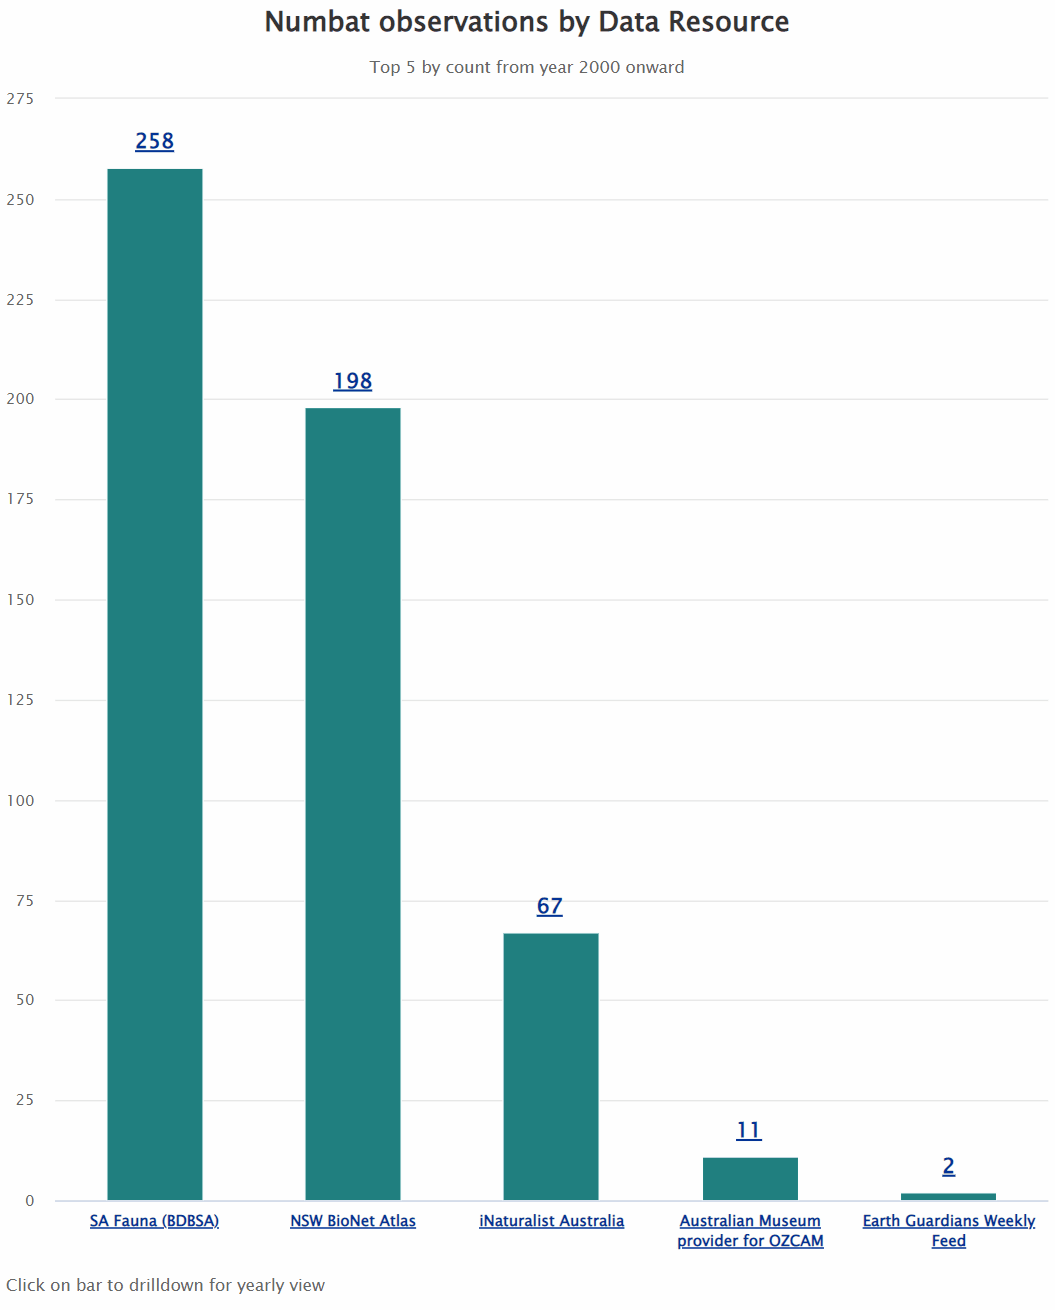 Numbat observations by Data Resource
Top 5 by count from year 2000 onward
275
250
225
200
175
150
125
100
75
50
25
0
258
198
67
11
2
SA Fauna (BDBSA)
NSW BioNet Atlas
iNaturalist Australia
Australian Museum
provider for OZCAM
Earth Guardians Weekly
Feed
Click on bar to drilldown for yearly view